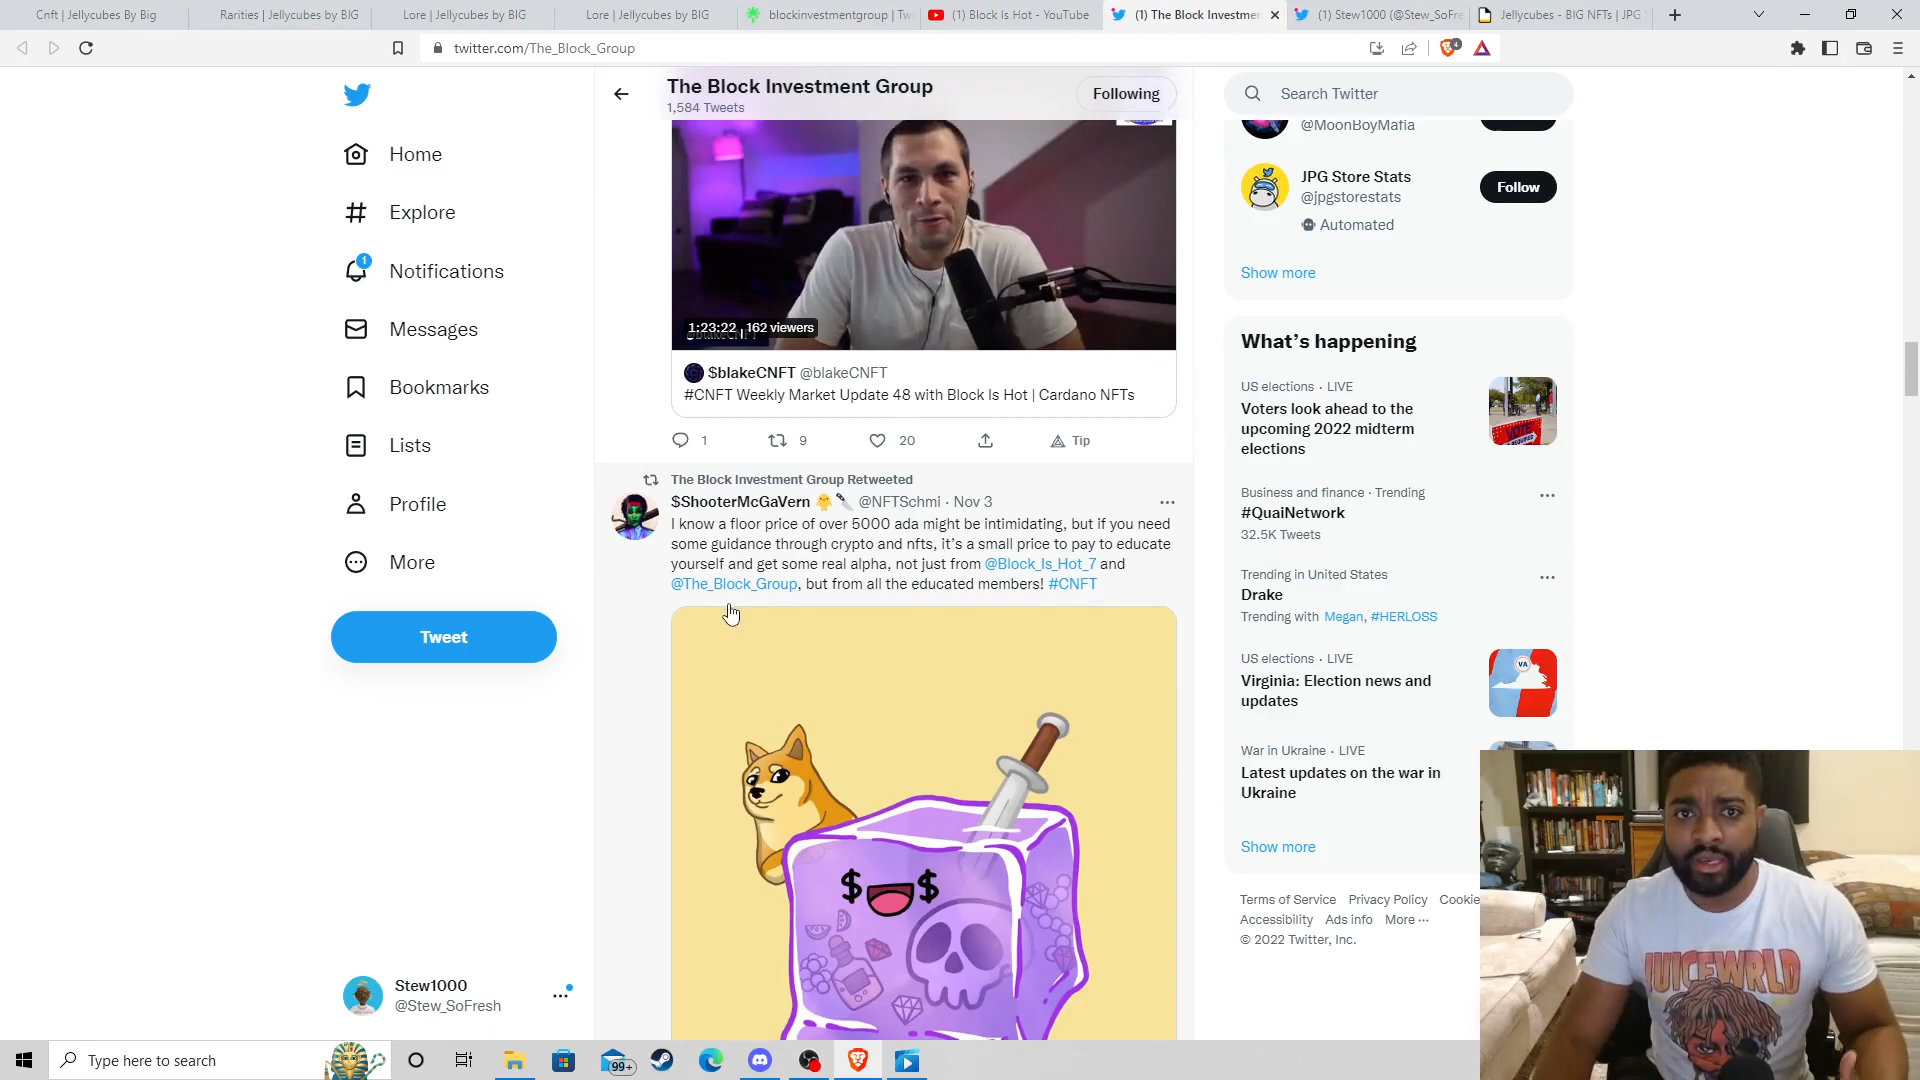 Cnft | Jellycubes By Big
Rarities | Jellycubes by BIG
Lore | Jellycubes by BIG
Lore | Jellycubes by BIG
blockinvestmentgroup | Tw
(1) Block Is Hot - YouTube
(1) The Block Investme
(1) Stew1000 (@Stew_SoFre
Jellycubes - BIG NFTs | JPG
twitter.com/The_Block_Group
4
The Block Investment Group
1,584 Tweets
Following
Search Twitter
Home
Explore
1
Notifications
Messages
Bookmarks
Lists
Profile
More
Tweet
Stew1000
@Stew_SoFresh
1:23:22 162 viewers
@blakeCNFT
$blakeCNFT @blakeCNFT
#CNFT Weekly Market Update 48 with Block Is Hot | Cardano NFTs
1
9
20
Tip
The Block Investment Group Retweeted
$ShooterMcGaVern @NFTSchmi · Nov 3
I know a floor price of over 5000 ada might be intimidating, but if you need
some guidance through crypto and nfts, it's a small price to pay to educate
yourself and get some real alpha, not just from @Block_Is_Hot_7 and
@The_Block_Group, but from all the educated members! #CNFT
$ $
@MoonBoyMafia
JPG Store Stats
@jpgstorestats
Automated
Follow
Show more
What's happening
US elections · LIVE
Voters look ahead to the
upcoming 2022 midterm
elections
VOTE
Business and finance · Trending
#QuaiNetwork
32.5K Tweets
Trending in United States
Drake
Trending with Megan, #HERLOSS
US elections · LIVE
Virginia: Election news and
updates
VA
War in Ukraine · LIVE
Latest updates on the war in
Ukraine
Show more
Terms of Service Privacy Policy Cookie
Accessibility Ads info More ···
© 2022 Twitter, Inc.
JUICEWRLD
Type here to search
99+